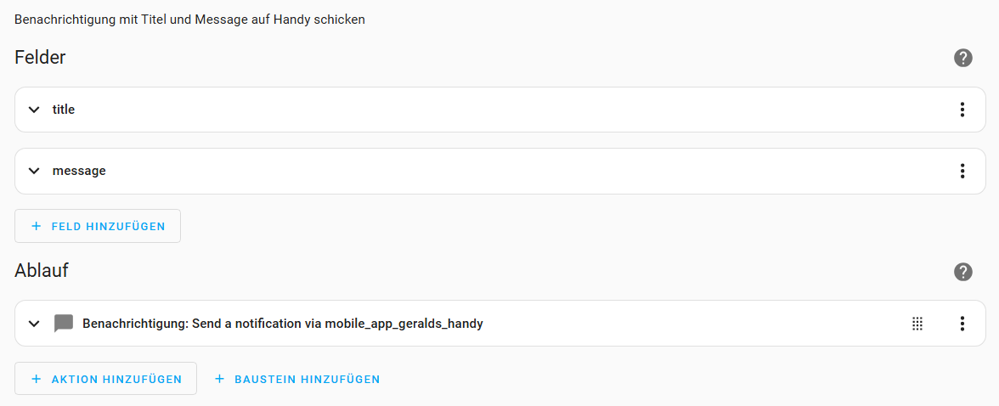 Benachrichtigung mit Titel und Message auf Handy schicken
Felder
title
message
+ FELD HINZUFÜGEN
Ablauf
Benachrichtigung: Send a notification via mobile_app_geralds_handy
+ AKTION HINZUFÜGEN + BAUSTEIN HINZUFÜGEN